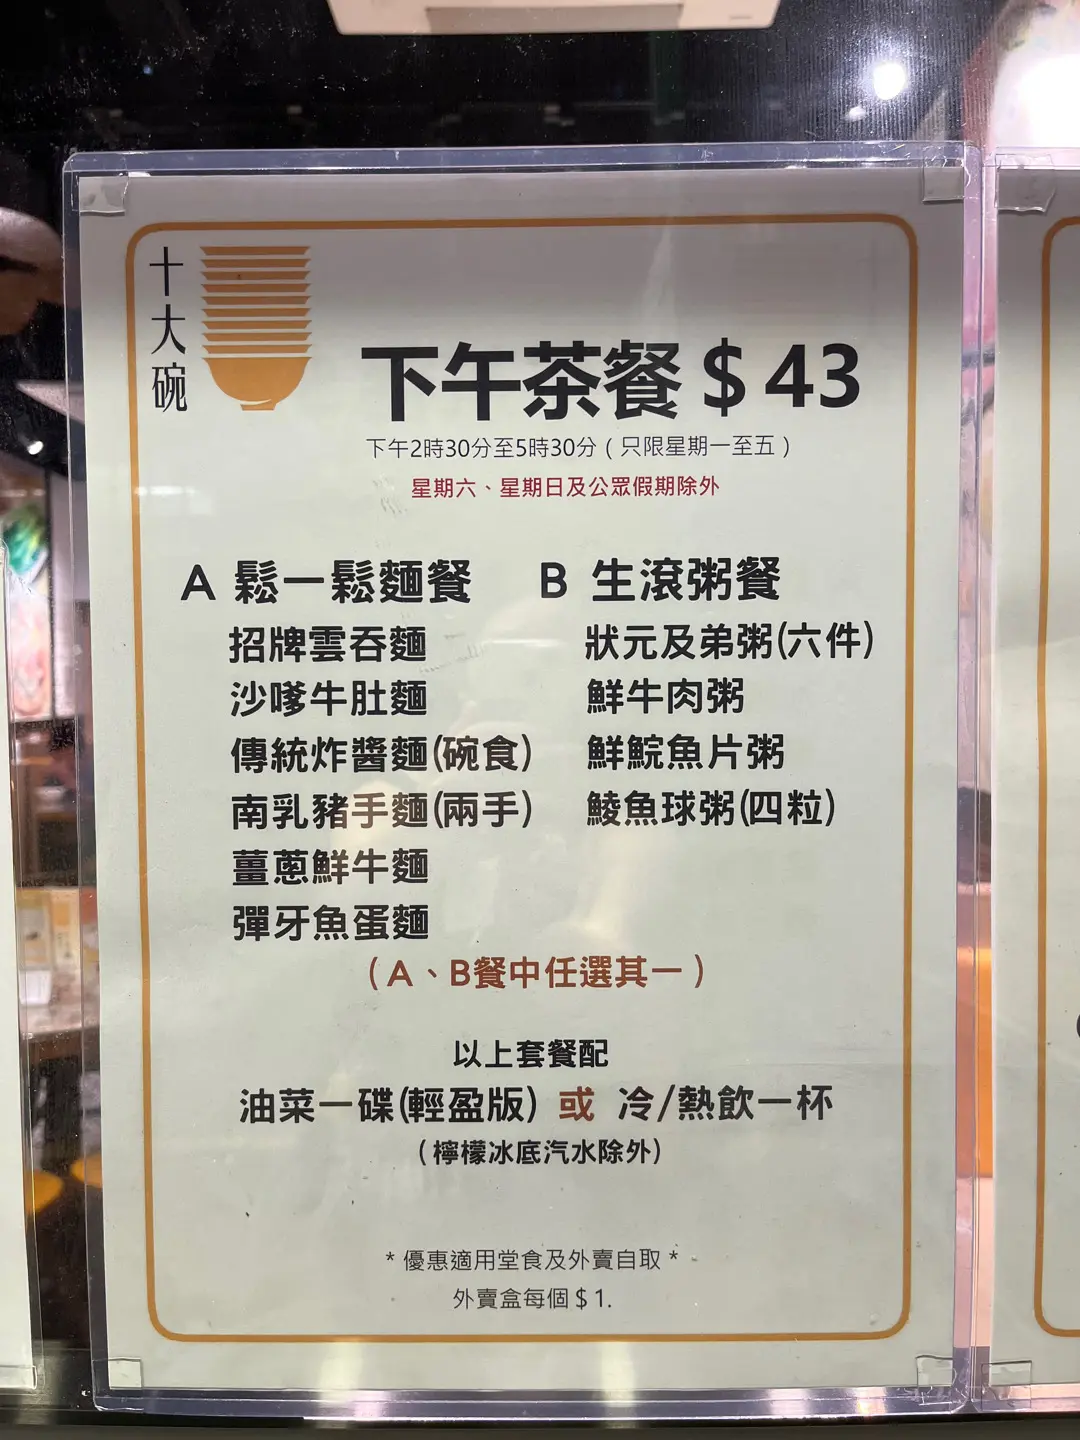 十大碗
下午茶餐 $ 43
下午2時30分至5時30分 ( 只限星期一至五 )
星期六、星期日及公眾假期除外
A 鬆一鬆麵餐
招牌雲吞麵
沙嗲牛肚麵
傳統炸醬麵(碗食)
南乳豬手麵(兩手)
薑蔥鮮牛麵
彈牙魚蛋麵
B 生滾粥餐
狀元及弟粥(六件)
鮮牛肉粥
鮮鯇魚片粥
鯪魚球粥(四粒)
( A、B餐中任選其一 )
以上套餐配
油菜一碟(輕盈版) 或 冷/熱飲一杯
(檸檬冰底汽水除外)
* 優惠適用堂食及外賣自取 *
外賣盒每個 $ 1.